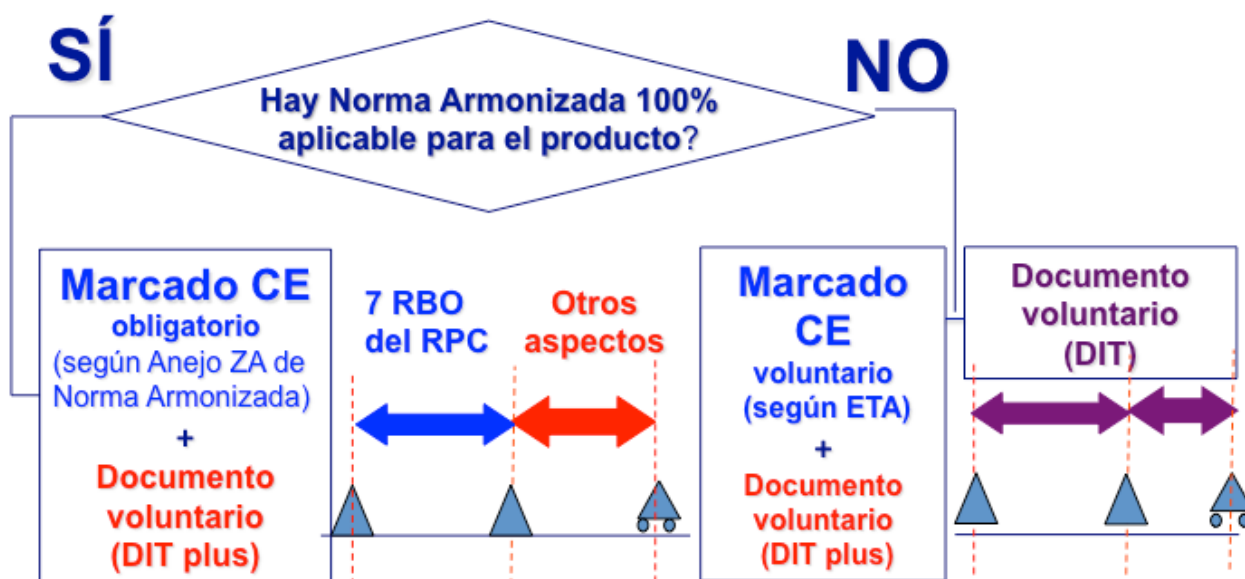 SÍ
NO
Hay Norma Armonizada 100%
aplicable para el producto?
Marcado CE
obligatorio
(según Anejo ZA de
Norma Armonizada)
+
Documento
voluntario
(DIT plus)
7 RBO
del RPC
Otros
aspectos
Marcado
CE
voluntario
(según ETA)
+
Documento
voluntario
(DIT plus)
Documento
voluntario
(DIT)